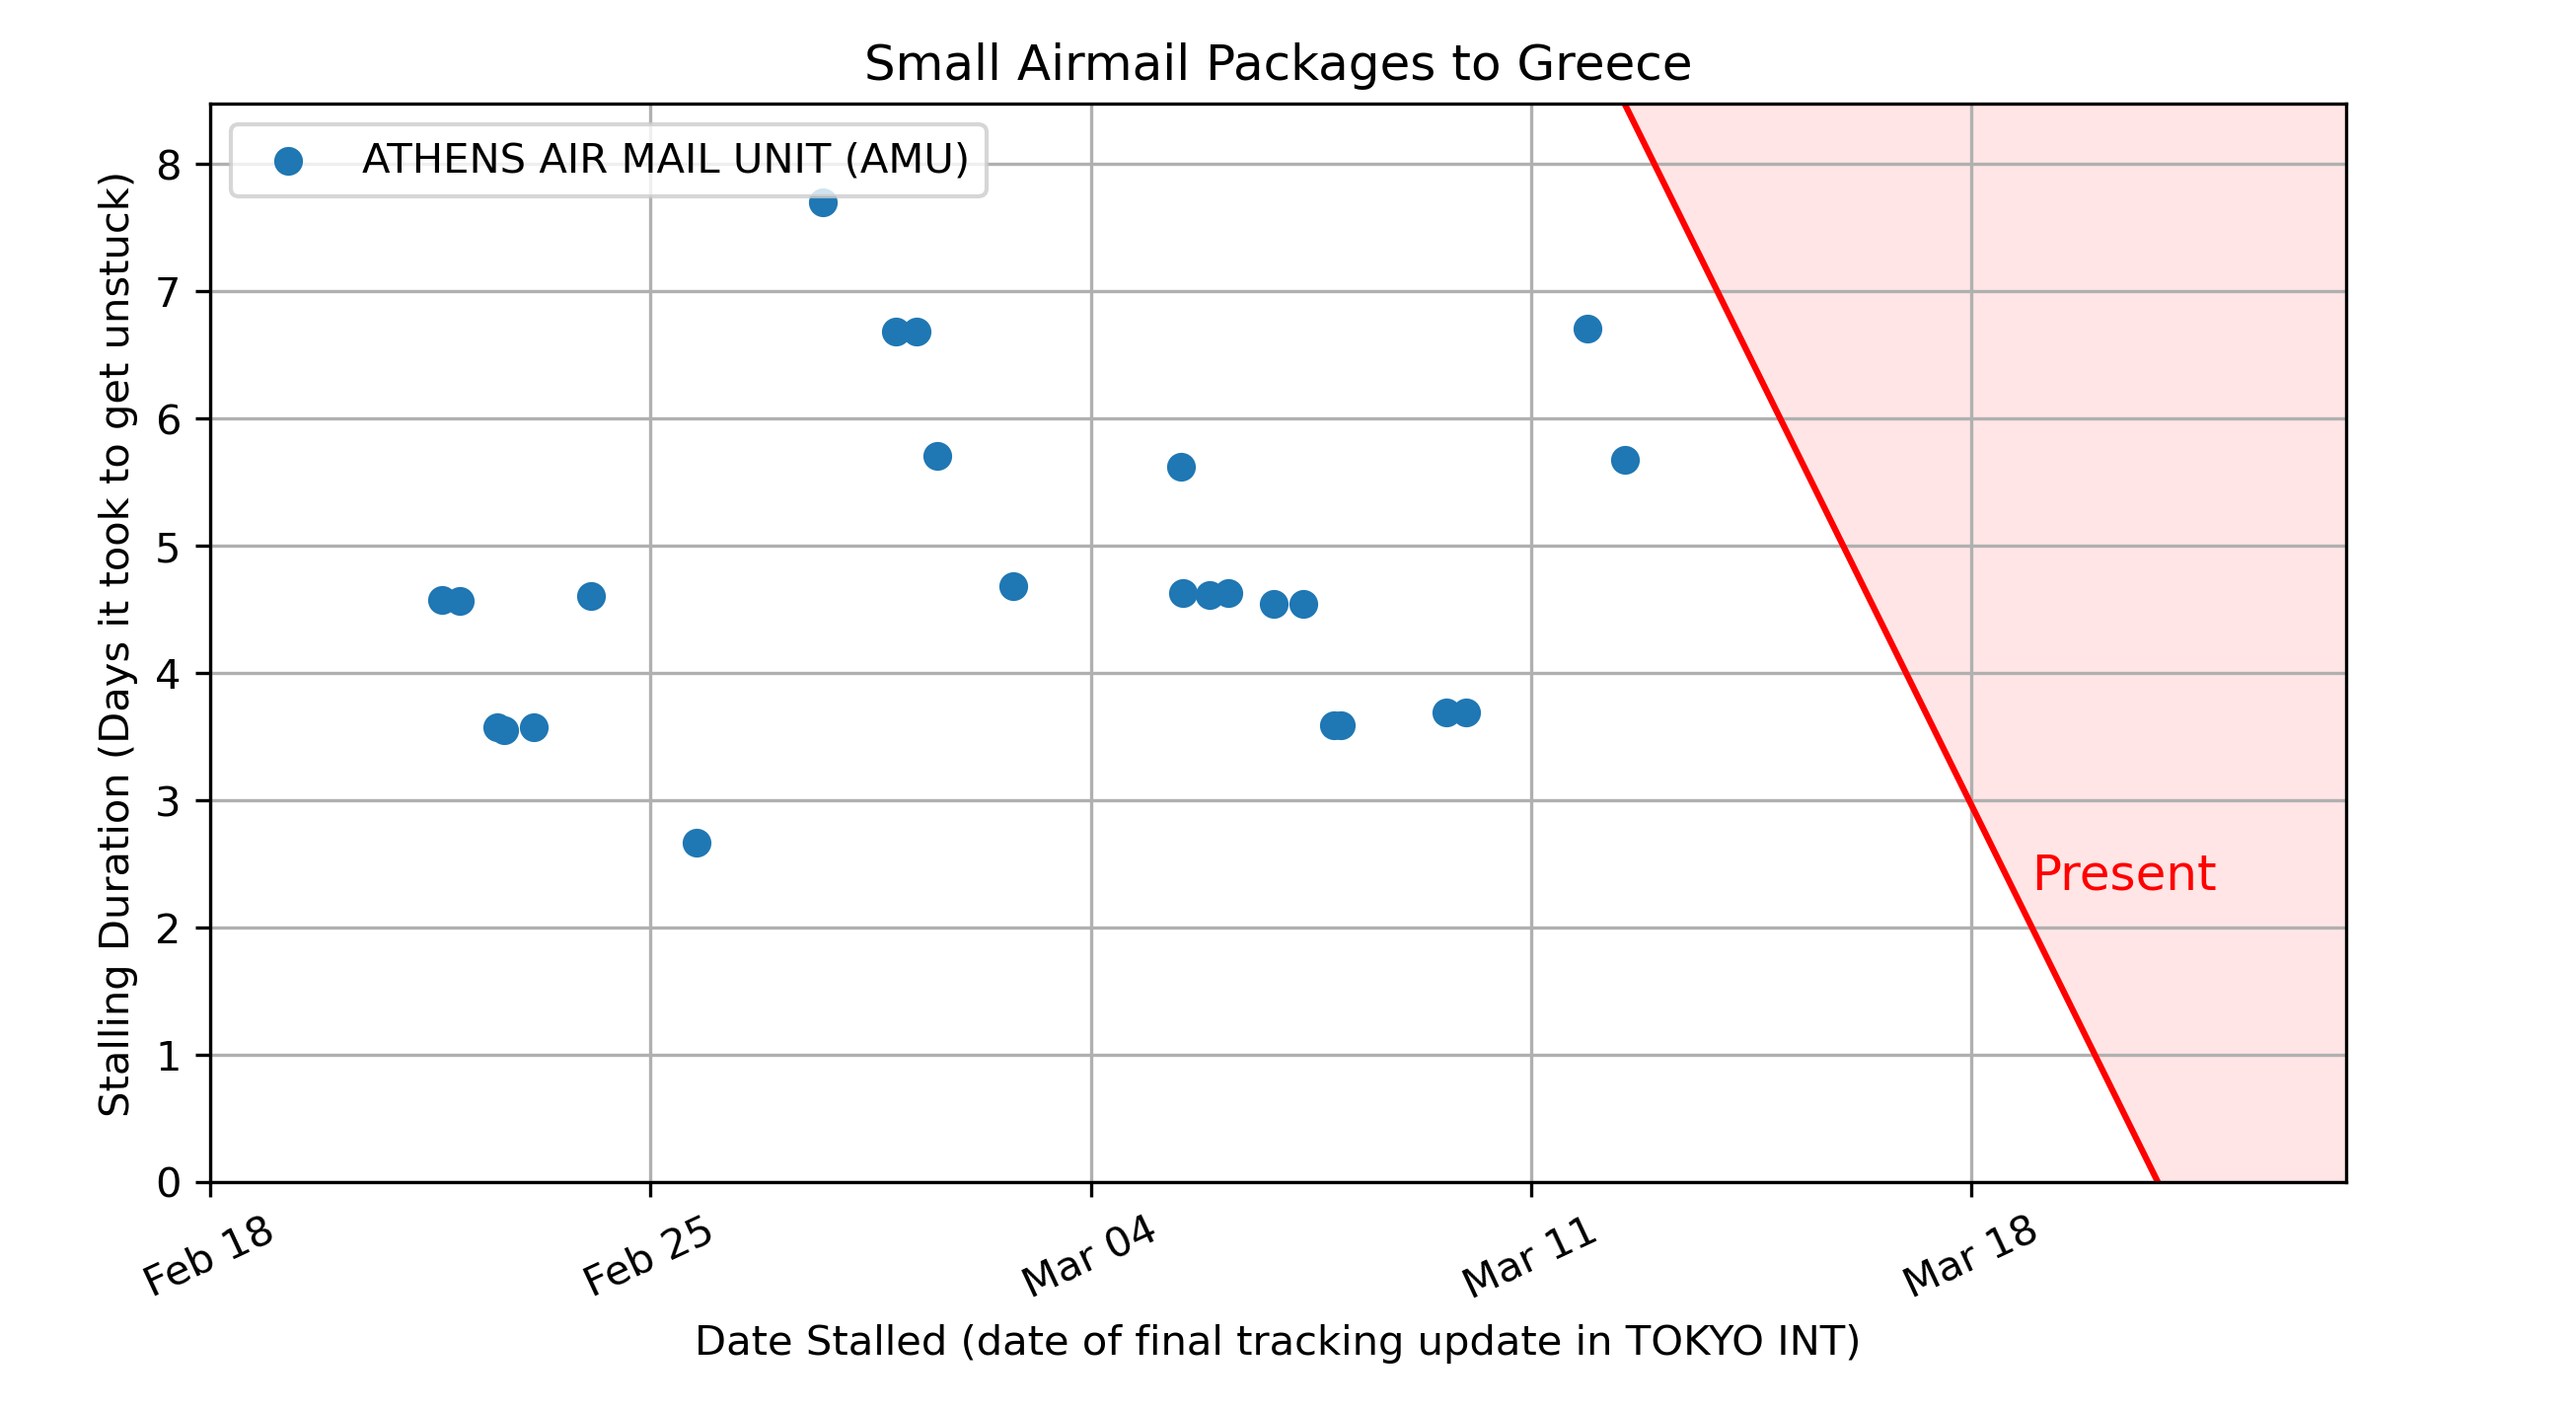 Small Airmail Packages to Greece
ATHENS AIR MAIL UNIT (AMU)
Stalling Duration (Days it took to get unstuck)
8
7
6
5
4
3
2
1
0
Present
Feb 18
Feb 25
Mar 04
Mar 11
Mar 18
Date Stalled (date of final tracking update in TOKYO INT)